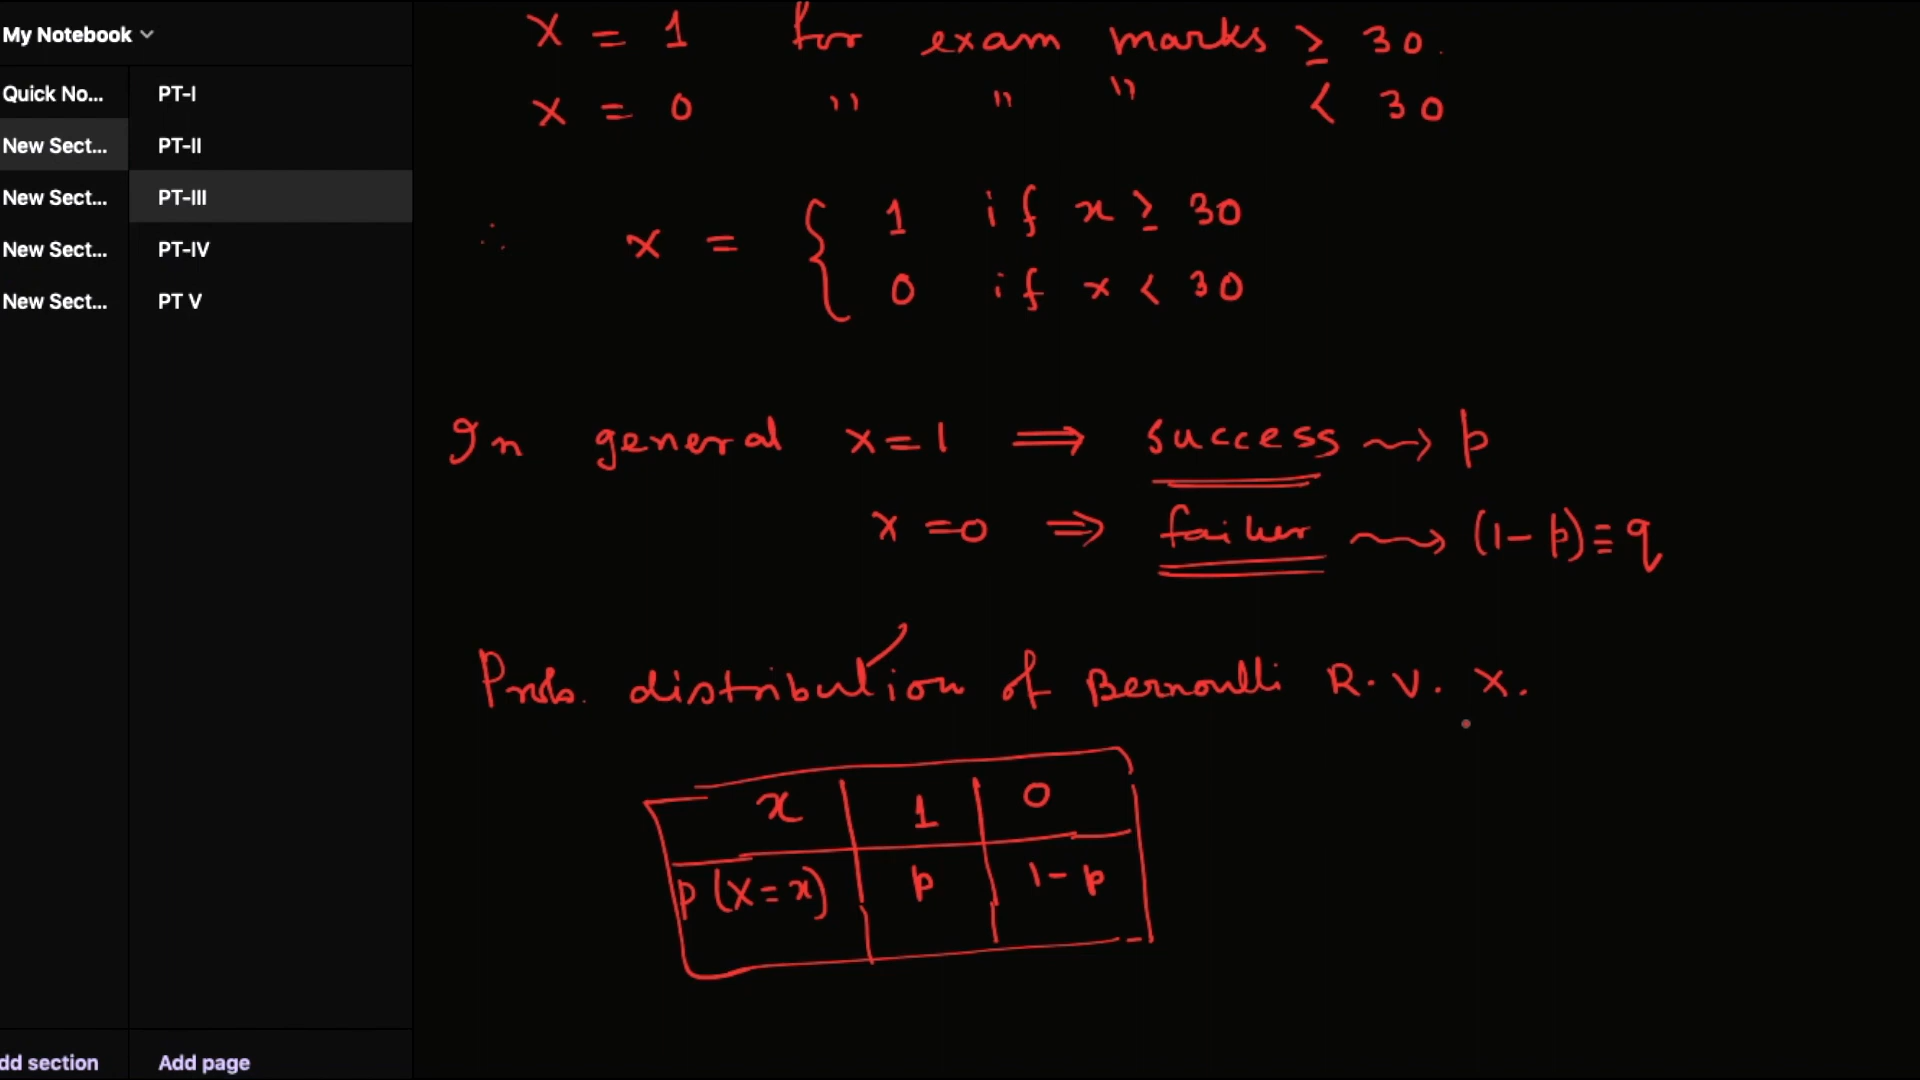 My Notebook
Quick No...
New Sect...
New Sect...
New Sect...
New Sect...
PT-I
PT-II
PT-III
PT-IV
PT V
dd section
Add page
X = 1 for exam marks ≥ 30.
X = 0 " " " < 30
∴ X = { 1 if x ≥ 30
0 if x < 30
In general X = 1 ⟹ success ⇝ p
X = 0 ⟹ failuer ⇝ (1-p) ≡ q
Prob. distribution of Bernoulli R.V. X.
x 1 0
P(X=x) p 1-p